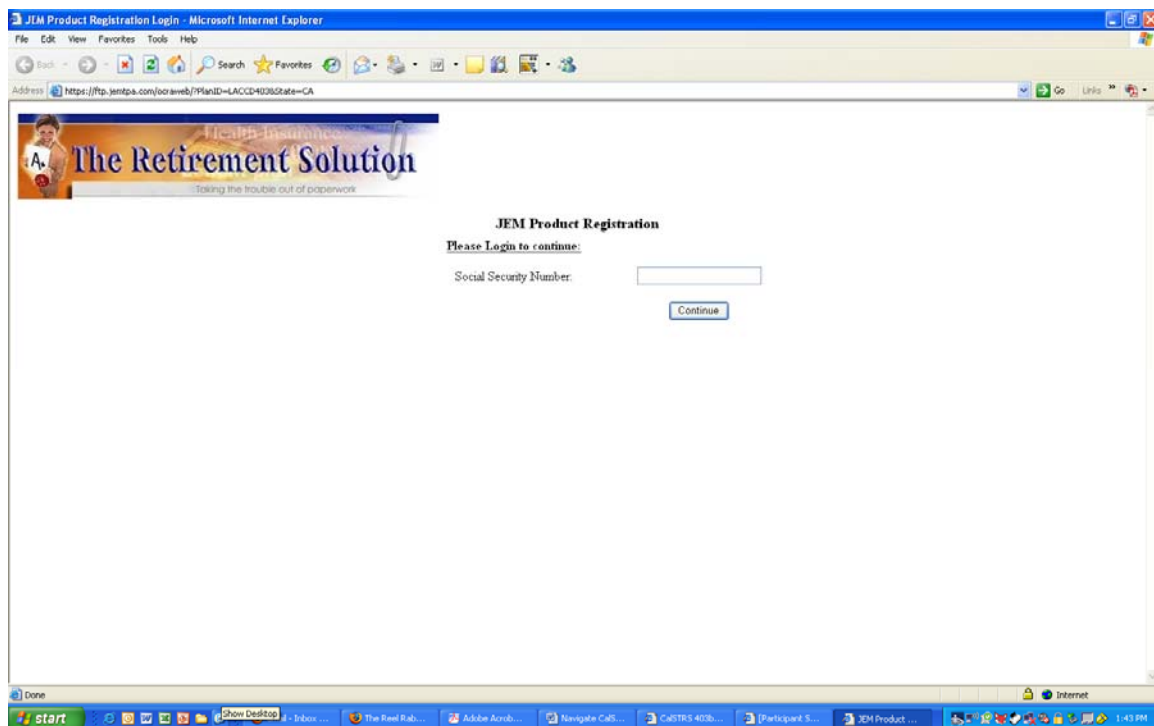 JEM Product Registration Login - Microsoft Internet Explorer
File Edit View Favorites Tools Help
Back Search Favorites
Address https://ftp.jemtpa.com/ocraweb/?PlanID=LACCD403&State=CA Go Links »
Health Insurance
A+
The Retirement Solution
Taking the trouble out of paperwork
JEM Product Registration
Please Login to continue:
Social Security Number:
Continue
Done Internet
start Show Desktop l - Inbox ... The Reel Rab... Adobe Acrob... Navigate CalS... CalSTRS 403b... [Participant S... JEM Product ... 1:43 PM